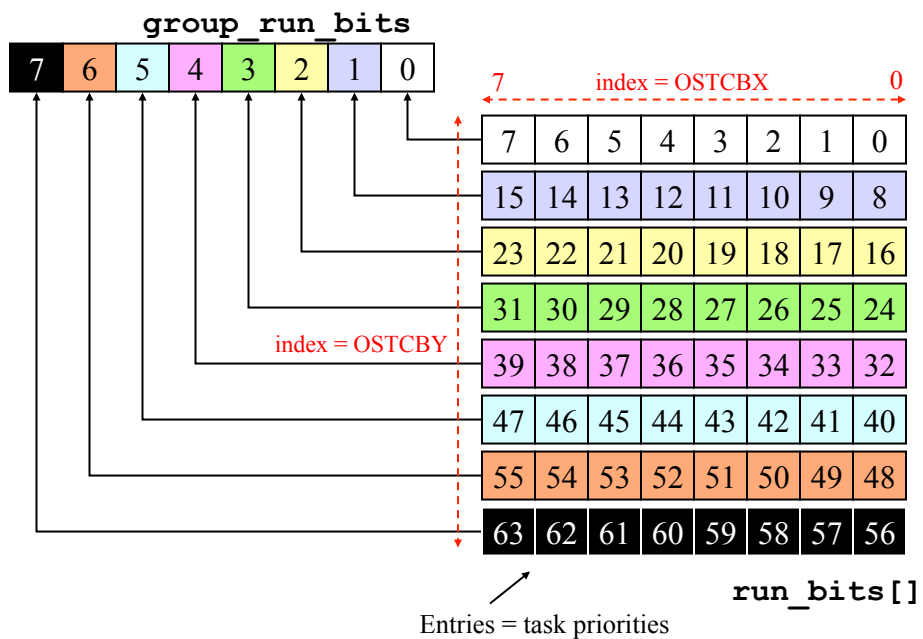 group_run_bits
7 6 5 4 3 2 1 0
7 index = OSTCBX 0
7 6 5 4 3 2 1 0
15 14 13 12 11 10 9 8
23 22 21 20 19 18 17 16
31 30 29 28 27 26 25 24
index = OSTCBY
39 38 37 36 35 34 33 32
47 46 45 44 43 42 41 40
55 54 53 52 51 50 49 48
63 62 61 60 59 58 57 56
run_bits[]
Entries = task priorities